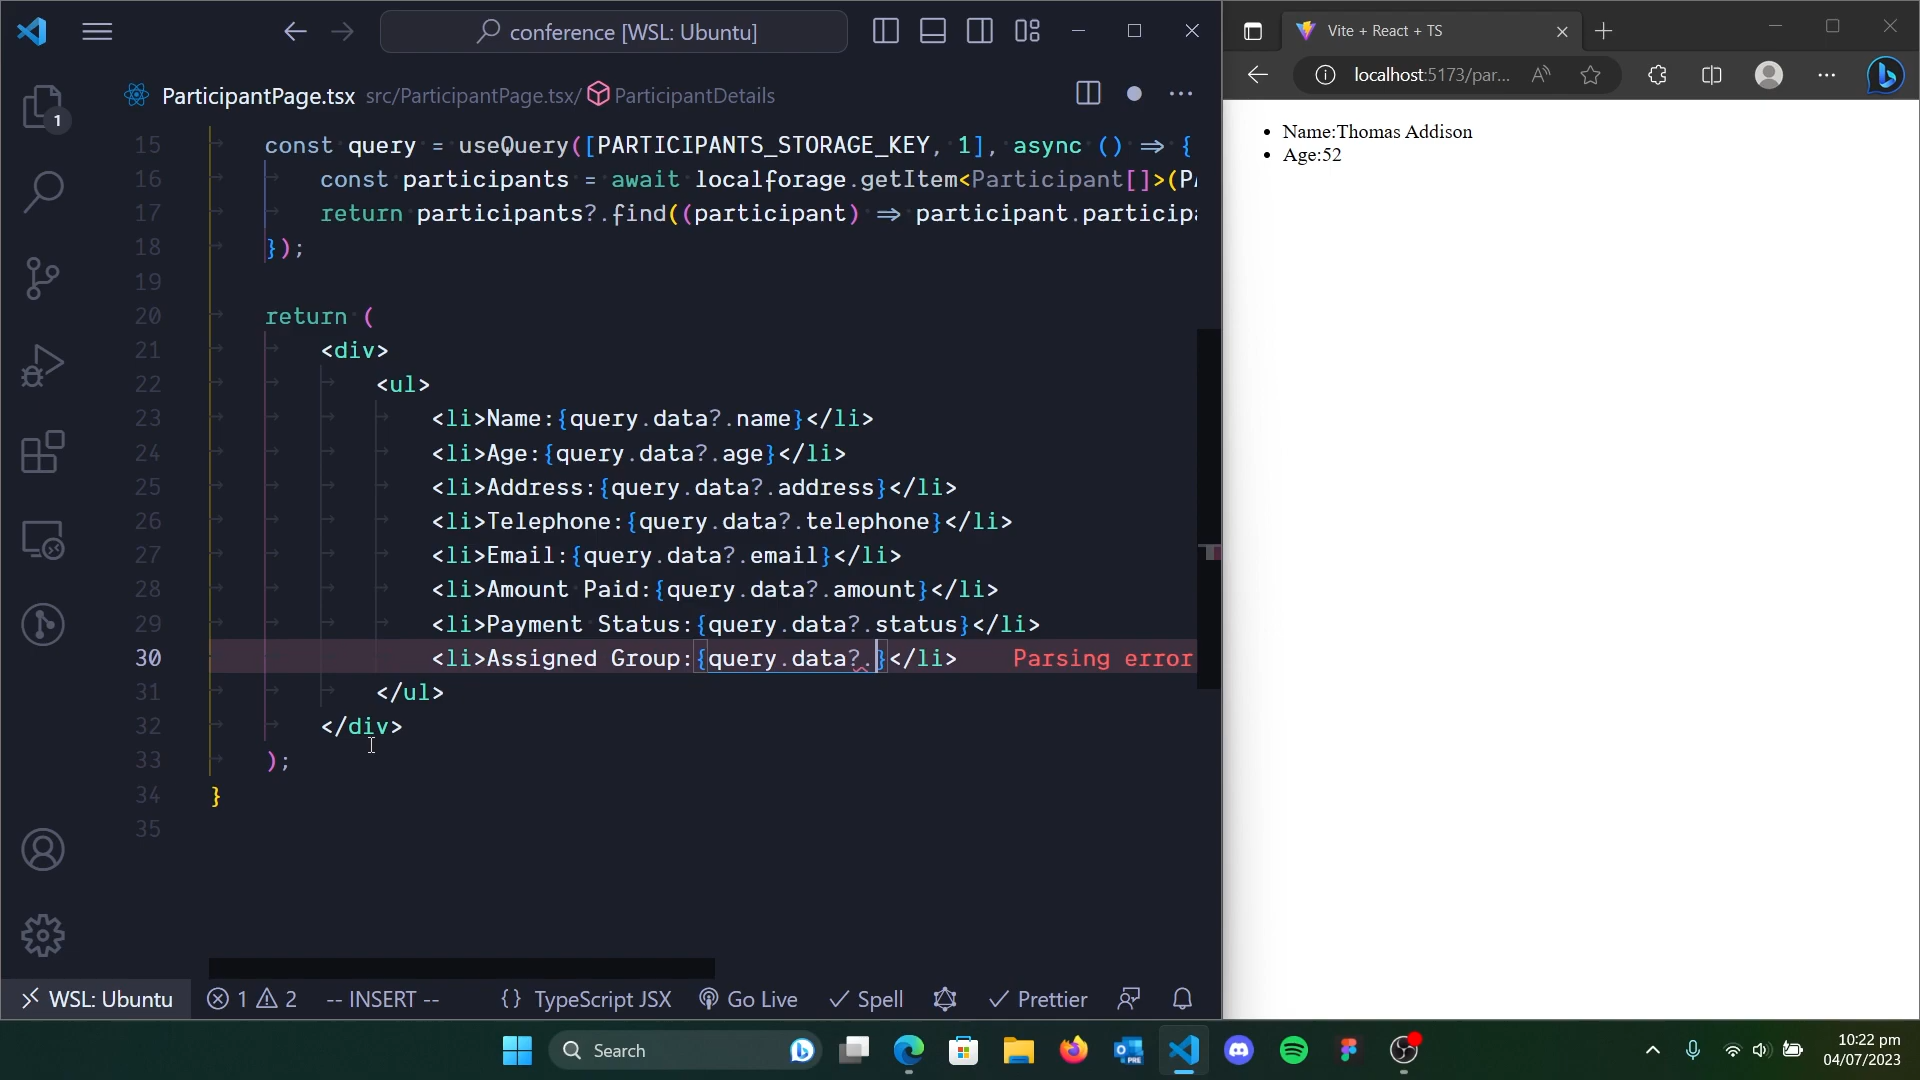 conference [WSL: Ubuntu]
ParticipantPage.tsx src/ParticipantPage.tsx/ ParticipantDetails
1
15 const query = useQuery([PARTICIPANTS_STORAGE_KEY, 1], async () => {
16 const participants = await localforage.getItem<Participant[]>(PA
17 return participants?.find((participant) => participant.participa
18 });
19
20 return (
21 <div>
22 <ul>
23 <li>Name:{query.data?.name}</li>
24 <li>Age:{query.data?.age}</li>
25 <li>Address:{query.data?.address}</li>
26 <li>Telephone:{query.data?.telephone}</li>
27 <li>Email:{query.data?.email}</li>
28 <li>Amount Paid:{query.data?.amount}</li>
29 <li>Payment Status:{query.data?.status}</li>
30 <li>Assigned Group:{query.data?.}</li> Parsing error
31 </ul>
32 </div>
33 );
34 }
35
WSL: Ubuntu 1 2 -- INSERT -- {} TypeScript JSX Go Live Spell Prettier
Vite + React + TS
localhost:5173/par...
Name:Thomas Addison
Age:52
Search
PRE
10:22 pm
04/07/2023